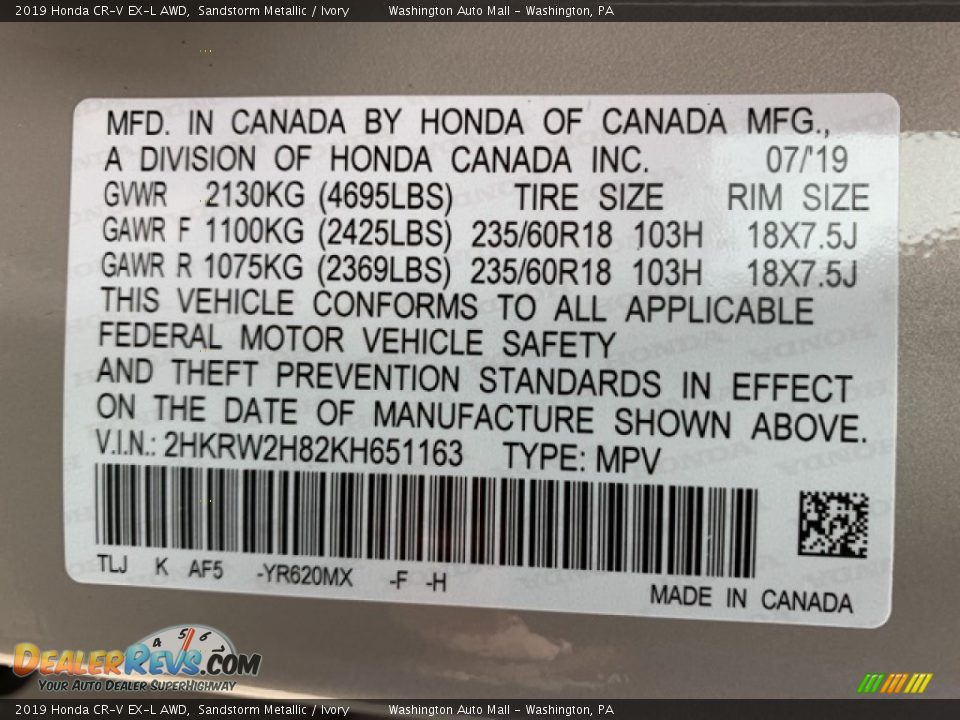 2019 Honda CR-V EX-L AWD, Sandstorm Metallic / Ivory Washington Auto Mall - Washington, PA
MFD. IN CANADA BY HONDA OF CANADA MFG.,
A DIVISION OF HONDA CANADA INC. 07/'19
GVWR 2130KG (4695LBS) TIRE SIZE RIM SIZE
GAWR F 1100KG (2425LBS) 235/60R18 103H 18X7.5J
GAWR R 1075KG (2369LBS) 235/60R18 103H 18X7.5J
THIS VEHICLE CONFORMS TO ALL APPLICABLE
FEDERAL MOTOR VEHICLE SAFETY
AND THEFT PREVENTION STANDARDS IN EFFECT
ON THE DATE OF MANUFACTURE SHOWN ABOVE.
V.I.N.: 2HKRW2H82KH651163 TYPE: MPV
TLJ K AF5 -YR620MX -F -H
MADE IN CANADA
4 5 6
DEALERREVS.COM
YOUR AUTO DEALER SUPERHIGHWAY
2019 Honda CR-V EX-L AWD, Sandstorm Metallic / Ivory Washington Auto Mall - Washington, PA